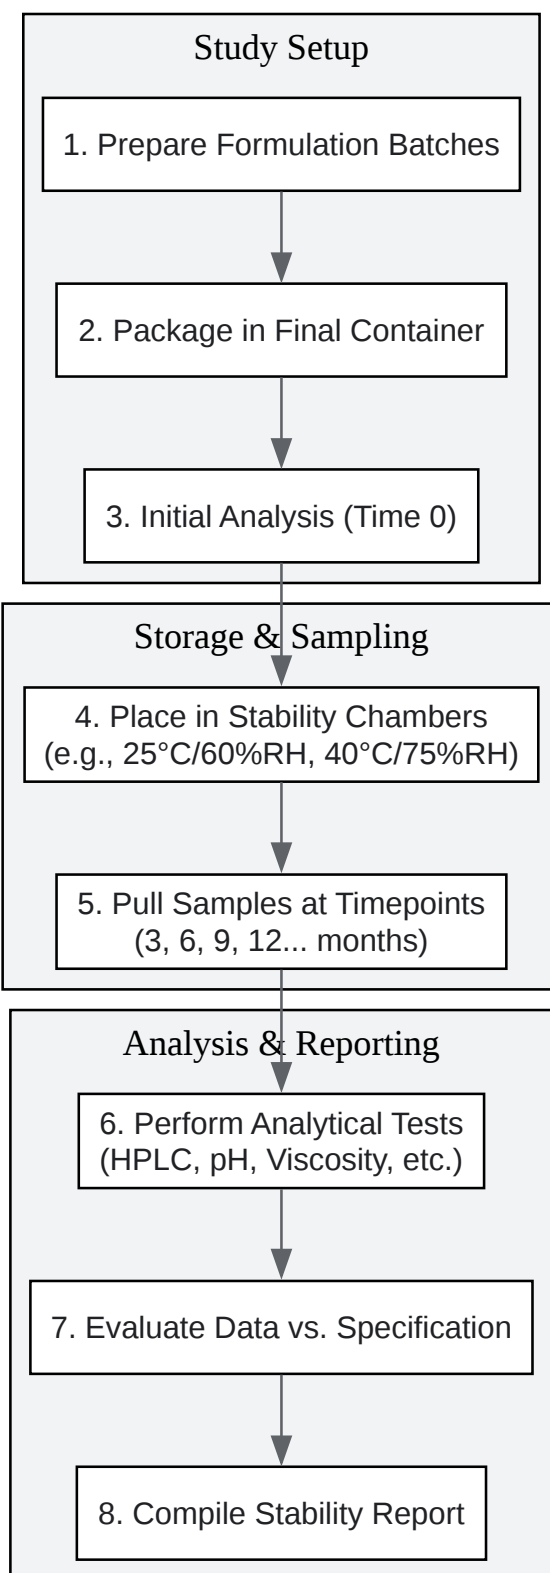 Study Setup
1. Prepare Formulation Batches
2. Package in Final Container
3. Initial Analysis (Time 0)
Storage & Sampling
4. Place in Stability Chambers
(e.g., 25°C/60%RH, 40°C/75%RH)
5. Pull Samples at Timepoints
(3, 6, 9, 12... months)
Analysis & Reporting
6. Perform Analytical Tests
(HPLC, pH, Viscosity, etc.)
7. Evaluate Data vs. Specification
8. Compile Stability Report